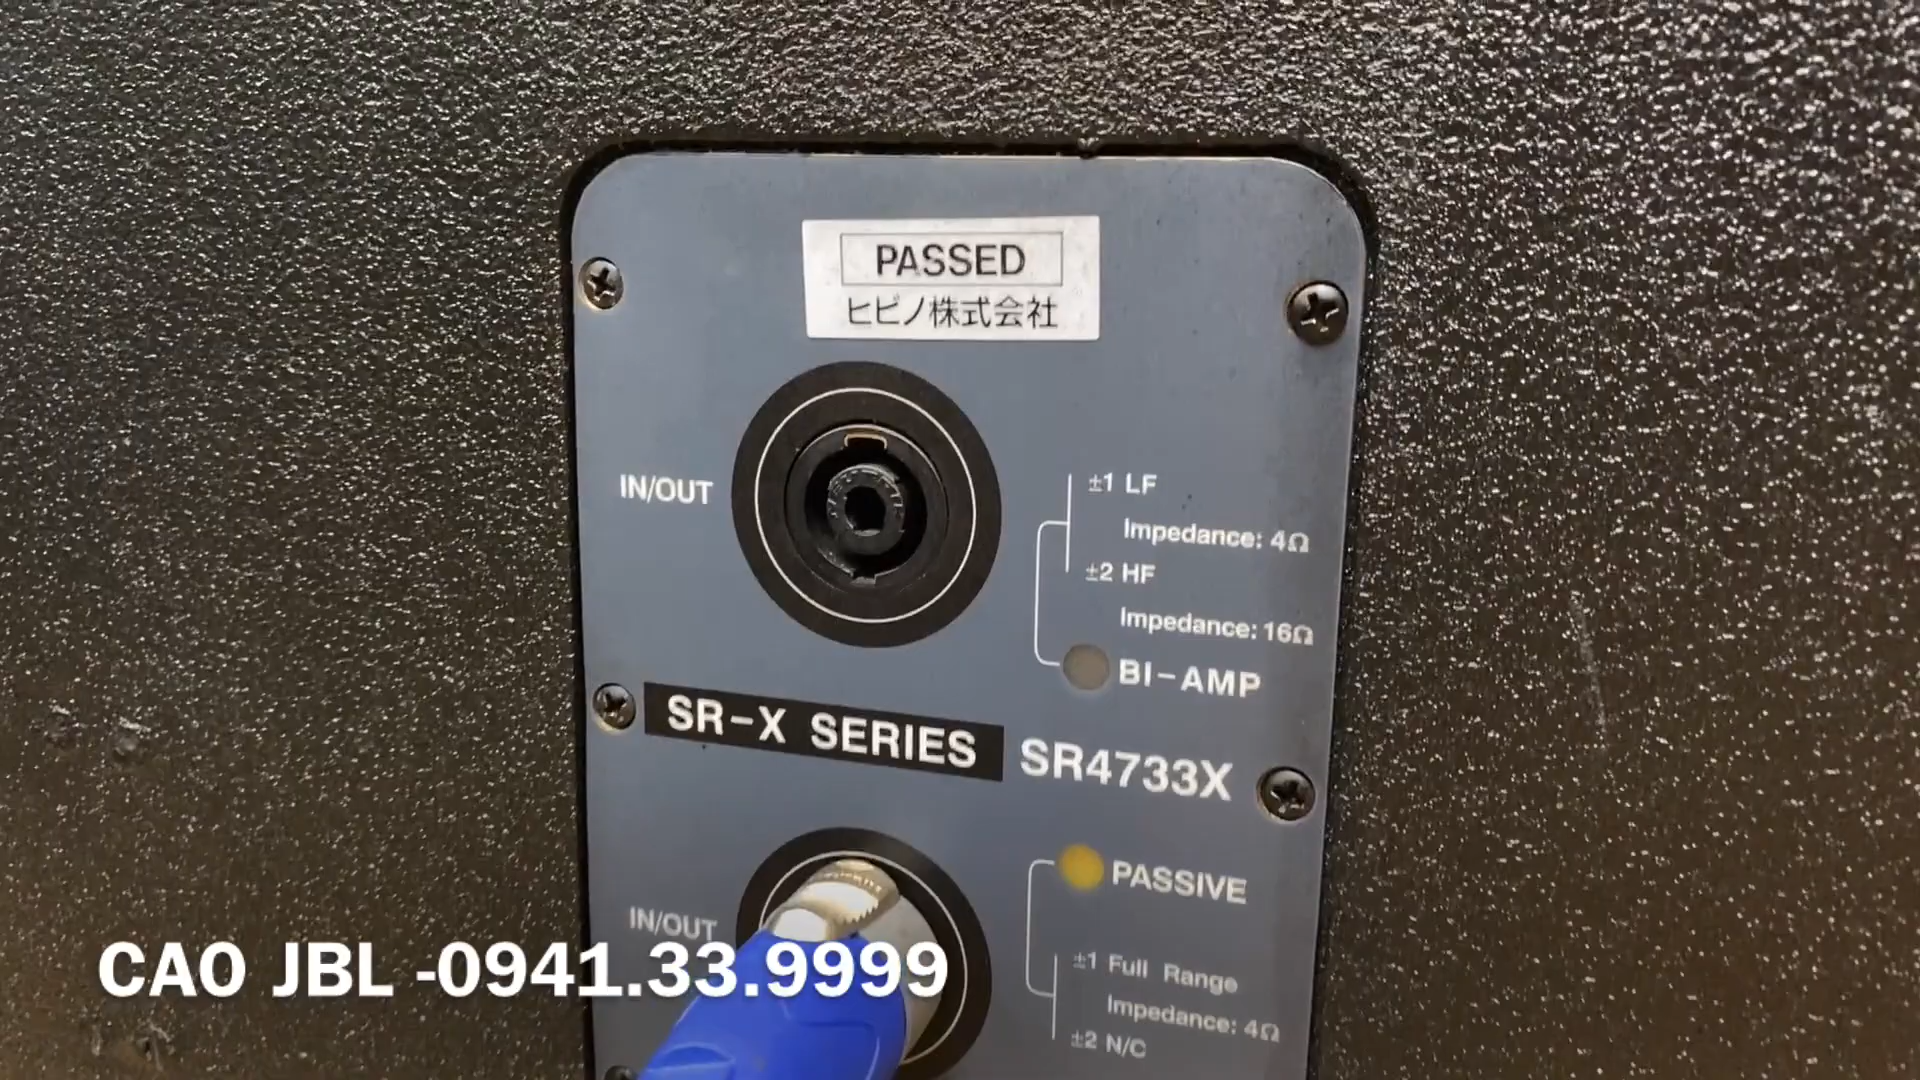 PASSED
ヒビノ株式会社
IN/OUT
±1 LF
Impedance: 4Ω
±2 HF
Impedance: 16Ω
BI-AMP
SR-X SERIES SR4733X
PASSIVE
IN/OUT
±1 Full Range
Impedance: 4Ω
±2 N/C
CAO JBL -0941.33.9999